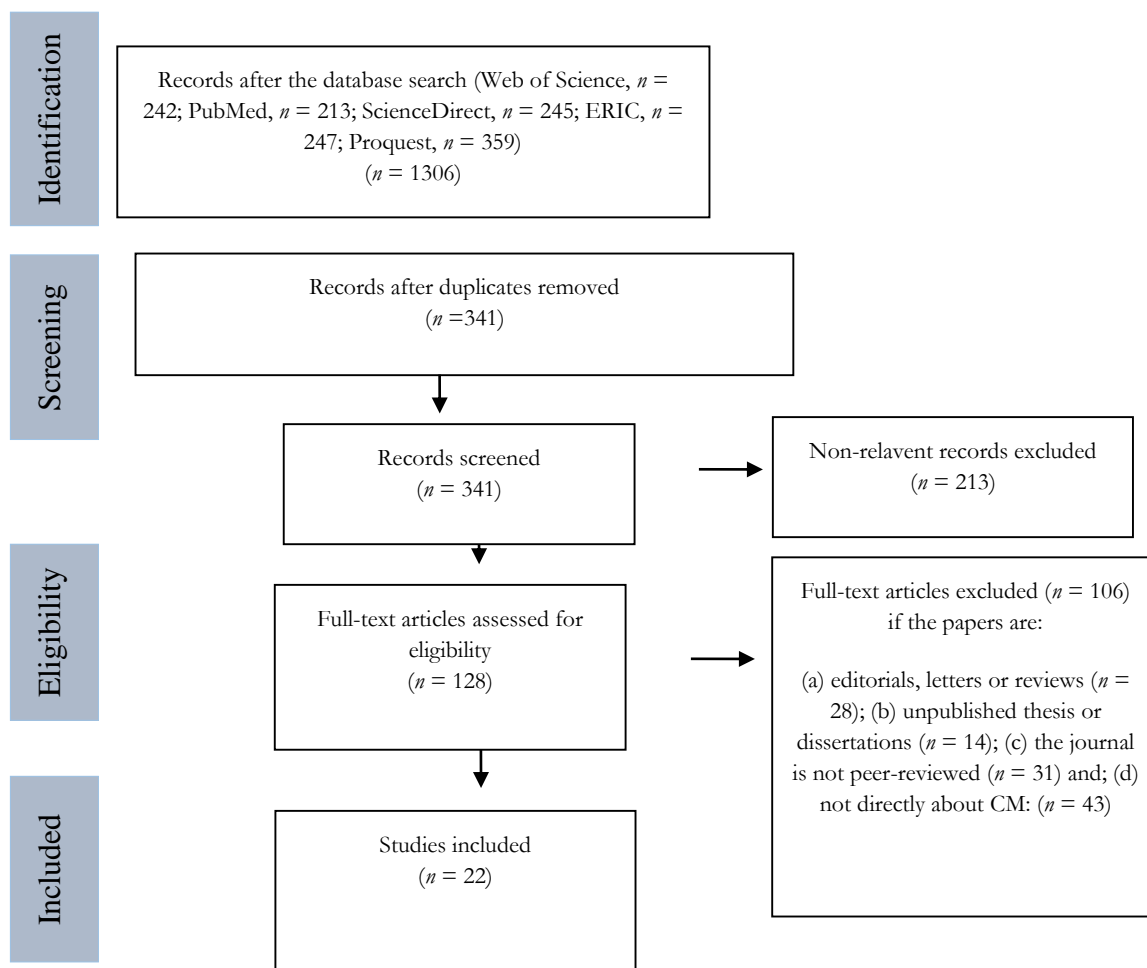 Identification
Records after the database search (Web of Science, n =
242; PubMed, n = 213; ScienceDirect, n = 245; ERIC, n =
247; Proquest, n = 359)
(n = 1306)
Screening
Records after duplicates removed
(n =341)
Records screened
(n = 341)
Non-relavent records excluded
(n = 213)
Eligibility
Full-text articles assessed for
eligibility
(n = 128)
Full-text articles excluded (n = 106)
if the papers are:
(a) editorials, letters or reviews (n =
28); (b) unpublished thesis or
dissertations (n = 14); (c) the journal
is not peer-reviewed (n = 31) and; (d)
not directly about CM: (n = 43)
Included
Studies included
(n = 22)